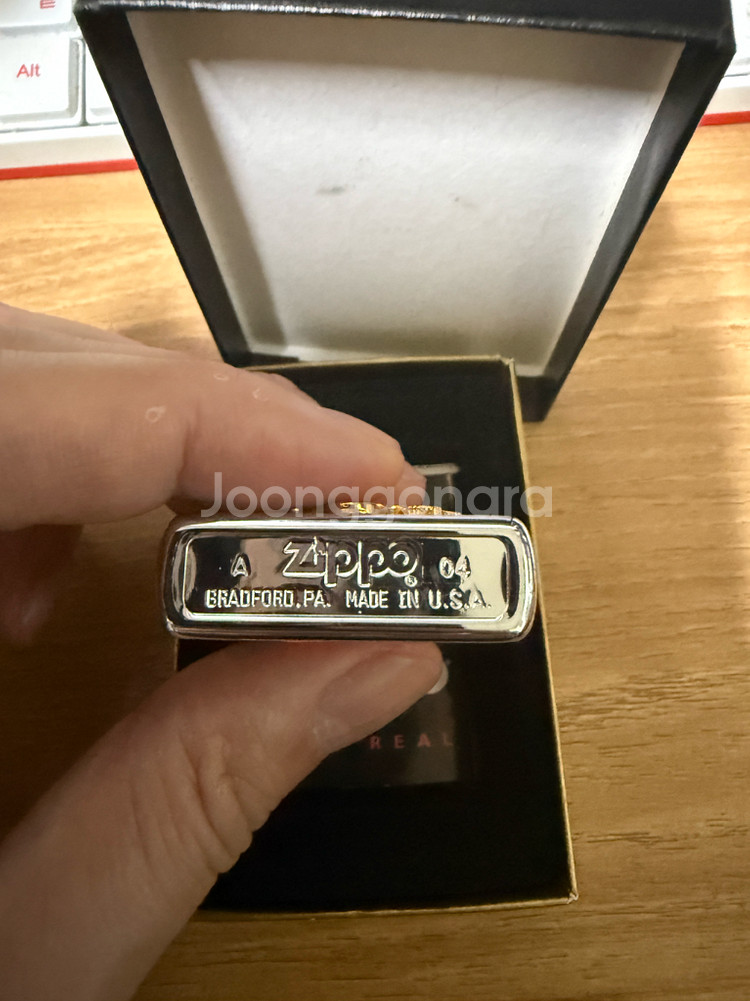 Alt
Joonggonara
A Zippo® 04
BRADFORD,PA. MADE IN U.S.A.
REAL